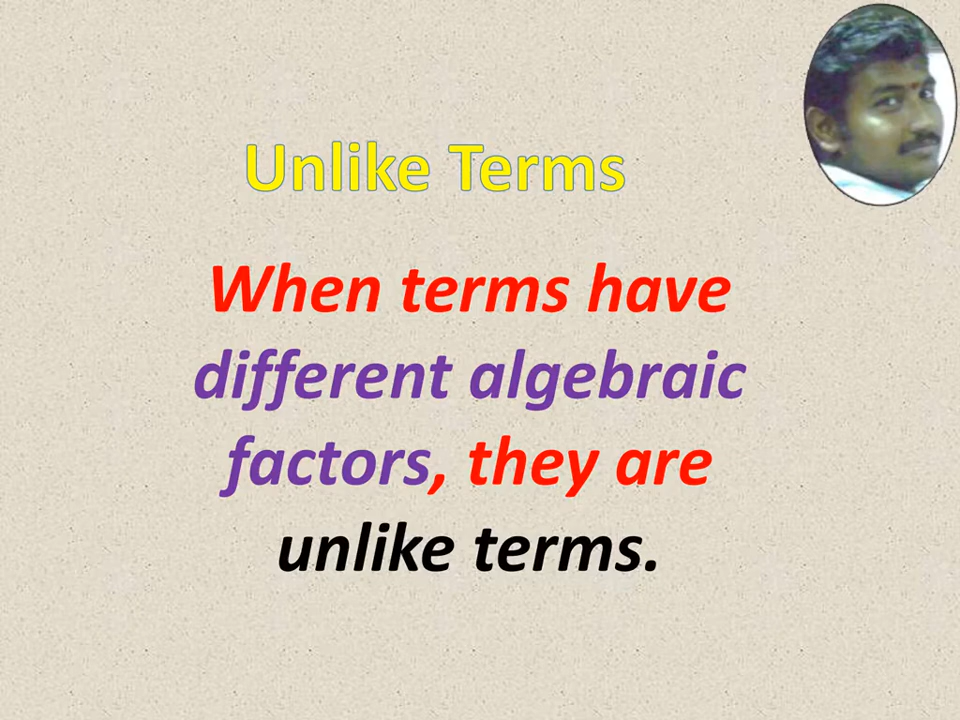 Unlike Terms
When terms have
different algebraic
factors, they are
unlike terms.